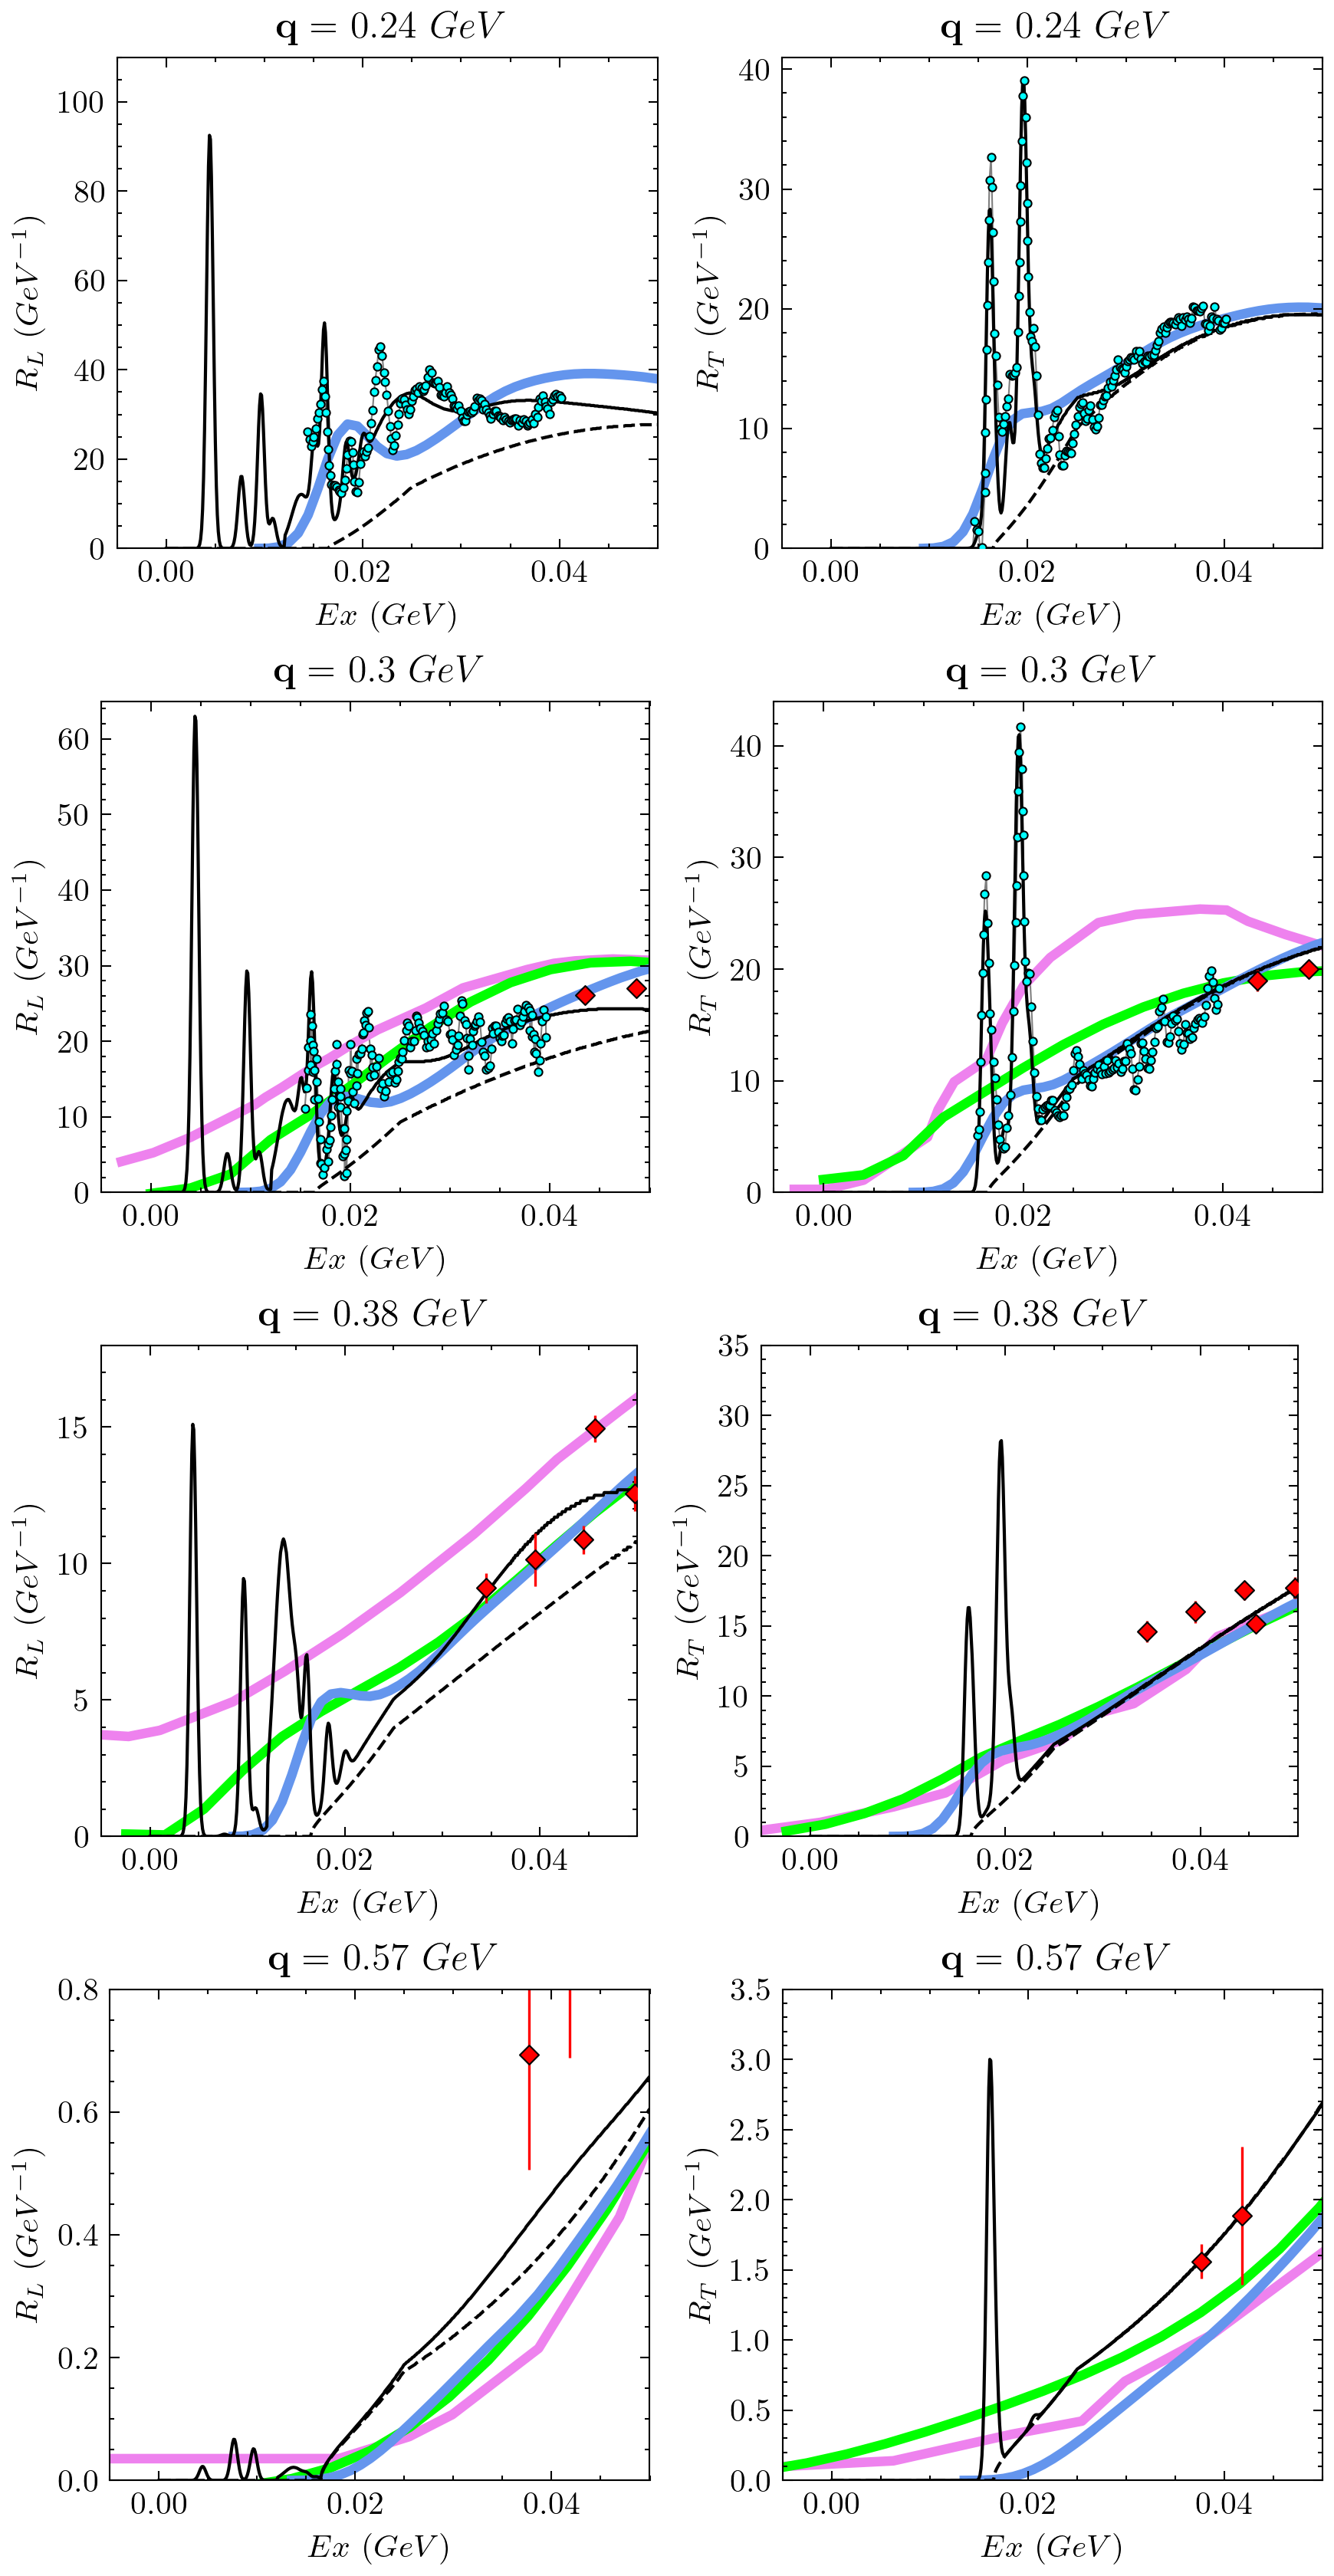 q = 0.24 GeV
100
80
60
40
20
0
0.00 0.02 0.04
R_L (GeV⁻¹)
Ex (GeV)
q = 0.24 GeV
40
30
20
10
0
0.00 0.02 0.04
R_T (GeV⁻¹)
Ex (GeV)
q = 0.3 GeV
60
50
40
30
20
10
0
0.00 0.02 0.04
R_L (GeV⁻¹)
Ex (GeV)
q = 0.3 GeV
40
30
20
10
0
0.00 0.02 0.04
R_T (GeV⁻¹)
Ex (GeV)
q = 0.38 GeV
15
10
5
0
0.00 0.02 0.04
R_L (GeV⁻¹)
Ex (GeV)
q = 0.38 GeV
35
30
25
20
15
10
5
0
0.00 0.02 0.04
R_T (GeV⁻¹)
Ex (GeV)
q = 0.57 GeV
0.8
0.6
0.4
0.2
0.0
0.00 0.02 0.04
R_L (GeV⁻¹)
Ex (GeV)
q = 0.57 GeV
3.5
3.0
2.5
2.0
1.5
1.0
0.5
0.0
0.00 0.02 0.04
R_T (GeV⁻¹)
Ex (GeV)